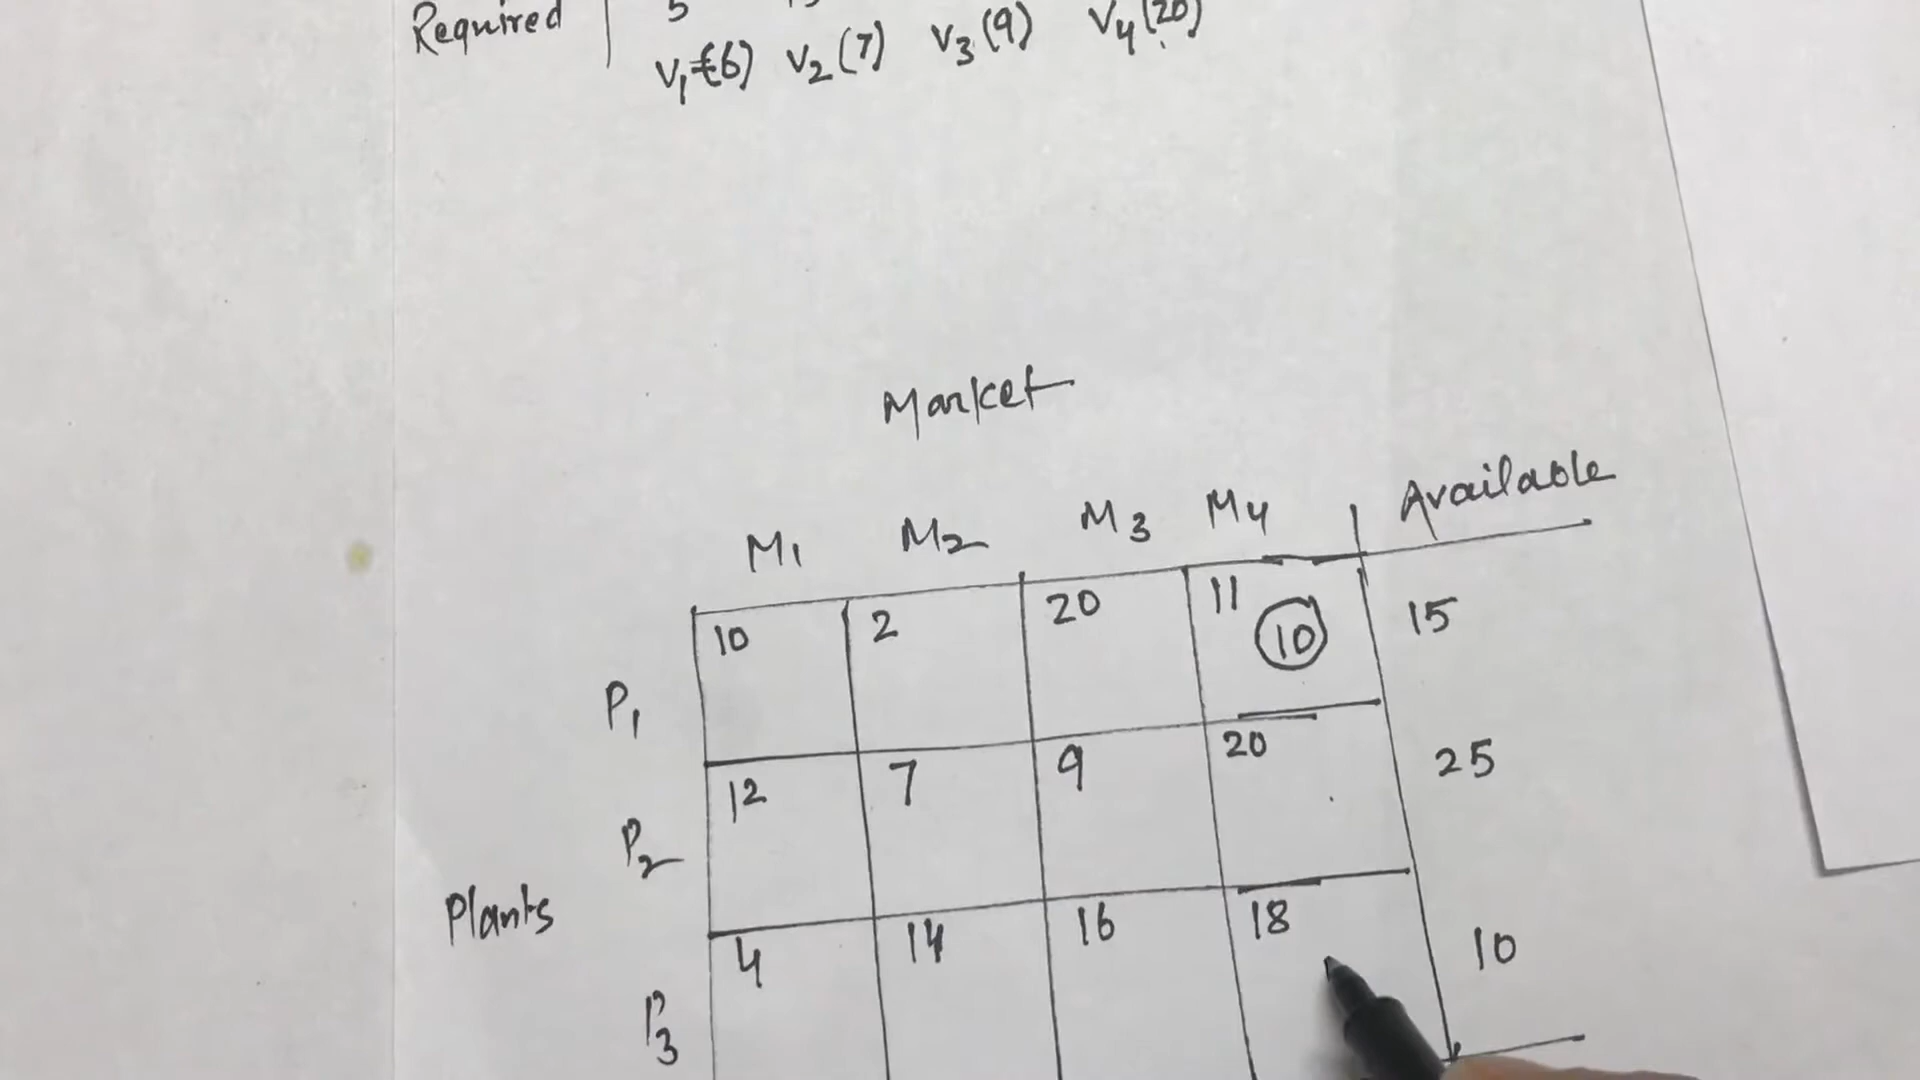 Required 5
V1=(6) V2(7) V3(9) V4(20)
Market
M1 M2 M3 M4 Available
10 2 20 11 10 15
P1
12 7 9 20 25
P2
Plants
4 14 16 18 10
P3